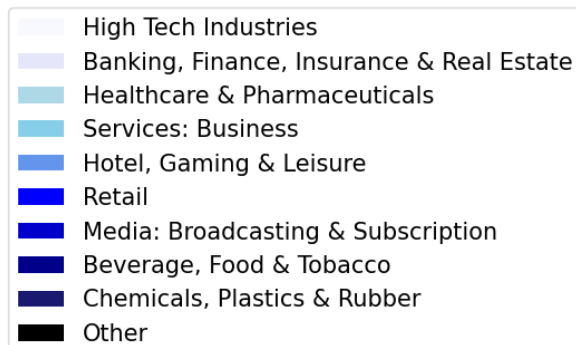 High Tech Industries
Banking, Finance, Insurance & Real Estate
Healthcare & Pharmaceuticals
Services: Business
Hotel, Gaming & Leisure
Retail
Media: Broadcasting & Subscription
Beverage, Food & Tobacco
Chemicals, Plastics & Rubber
Other